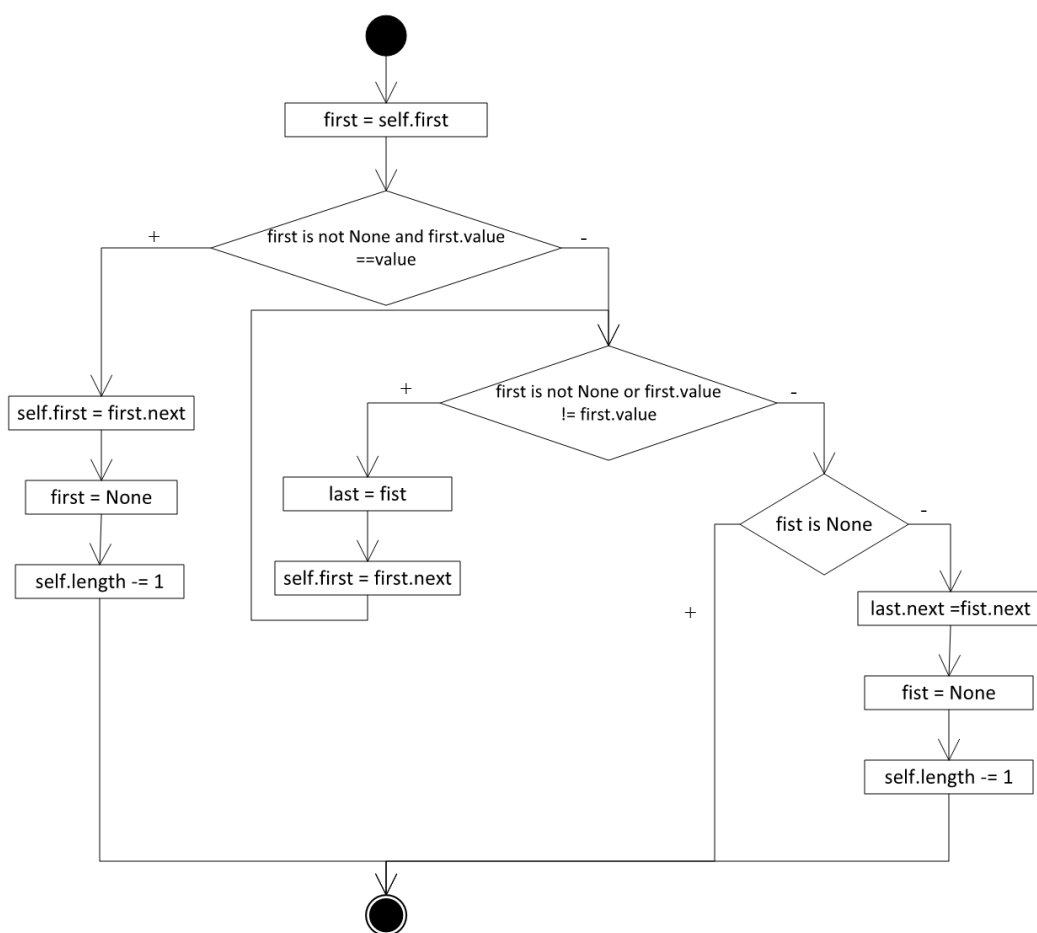 first = self.first
+
first is not None and first.value
==value
-
self.first = first.next
first = None
self.length -= 1
+
first is not None or first.value
!= first.value
-
last = fist
self.first = first.next
fist is None
-
+
last.next =fist.next
fist = None
self.length -= 1